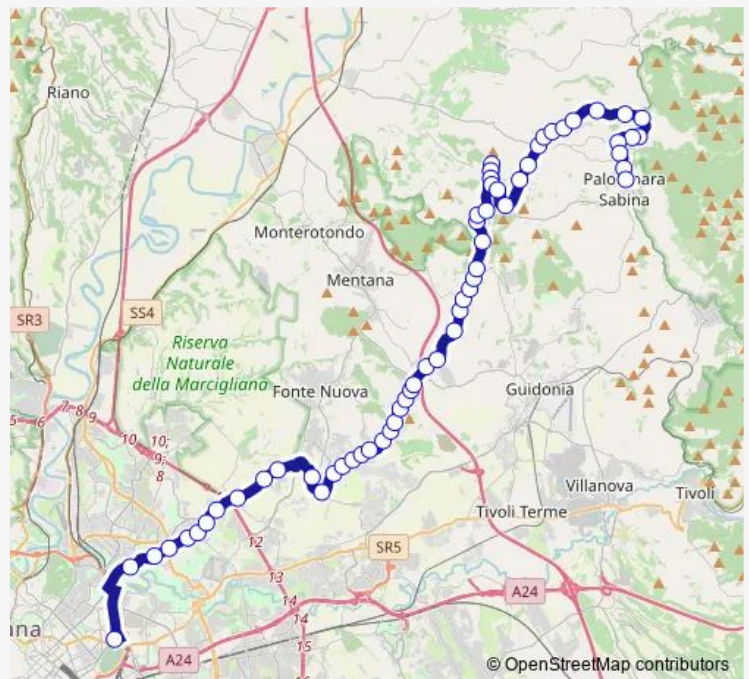 Riano
Palombara
Sabina
Monterotondo
Mentana
SR3
SS4
Riserva
Naturale
della Marcigliana
Fonte Nuova
Guidonia
5
6
7
8
9
10
10;
9;
8
Villanova
Tivoli
Tivoli Terme
12
SR5
13
14
A24
14
ana
15
A24
© OpenStreetMap contributors